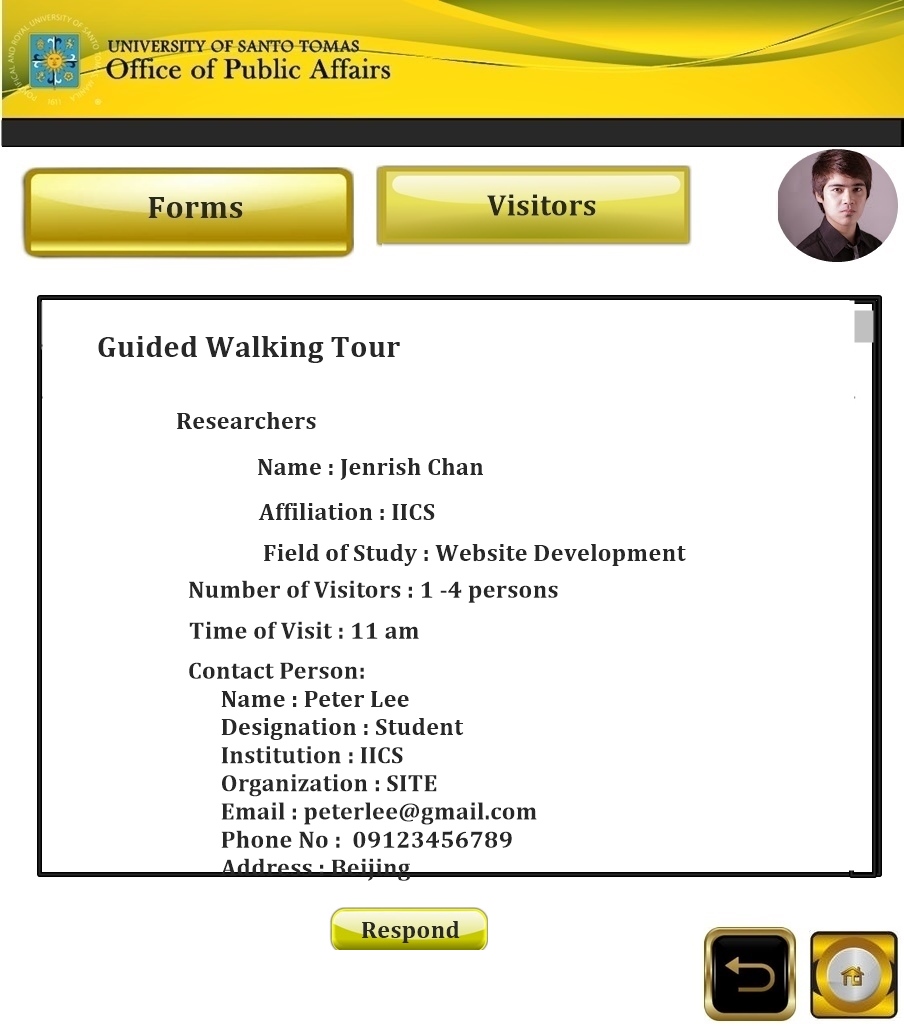 UNIVERSITY OF SANTO TOMAS
Office of Public Affairs
Forms
Visitors
Guided Walking Tour
Researchers
Name : Jenrish Chan
Affiliation : IICS
Field of Study : Website Development
Number of Visitors : 1 -4 persons
Time of Visit : 11 am
Contact Person:
Name : Peter Lee
Designation : Student
Institution : IICS
Organization : SITE
Email : peterlee@gmail.com
Phone No : 09123456789
Address : Beijing
Respond